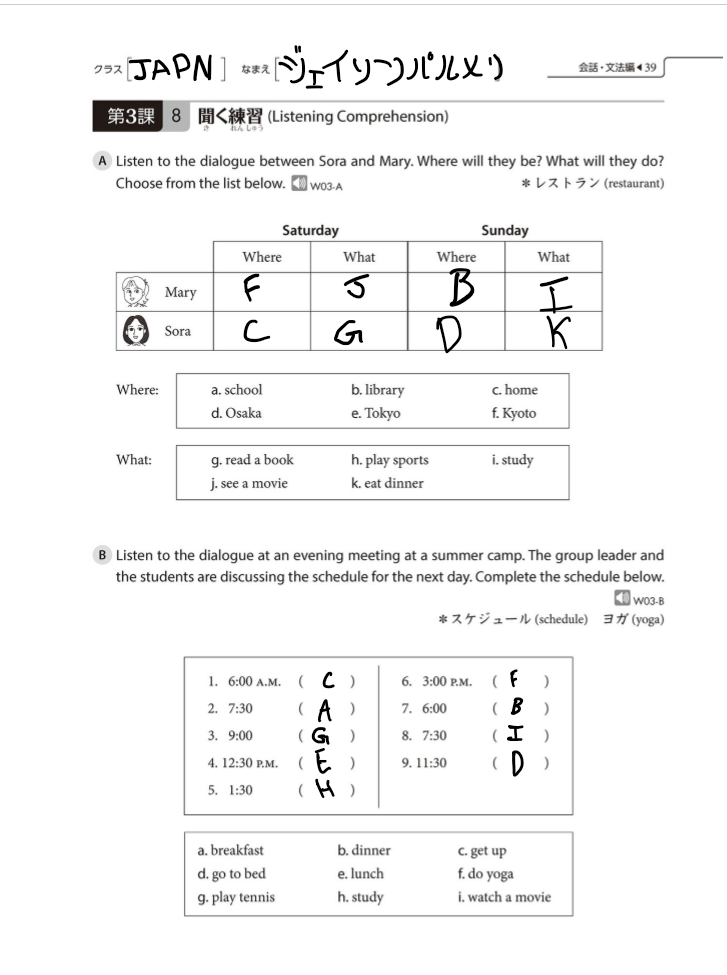 クラス [JAPN] なまえ [ジェイソンパルメリ] 会話・文法編◀39
第3課 8 聞く練習 (Listening Comprehension)
き れんしゅう
A Listen to the dialogue between Sora and Mary. Where will they be? What will they do?
Choose from the list below. W03-A ＊レストラン (restaurant)
Saturday Sunday
Where What Where What
Mary F J B I
Sora C G D K
Where: a. school b. library c. home
d. Osaka e. Tokyo f. Kyoto
What: g. read a book h. play sports i. study
j. see a movie k. eat dinner
B Listen to the dialogue at an evening meeting at a summer camp. The group leader and
the students are discussing the schedule for the next day. Complete the schedule below.
W03-B
＊スケジュール (schedule) ヨガ (yoga)
1. 6:00 A.M. ( C ) 6. 3:00 P.M. ( F )
2. 7:30 ( A ) 7. 6:00 ( B )
3. 9:00 ( G ) 8. 7:30 ( I )
4. 12:30 P.M. ( E ) 9. 11:30 ( D )
5. 1:30 ( H )
a. breakfast b. dinner c. get up
d. go to bed e. lunch f. do yoga
g. play tennis h. study i. watch a movie